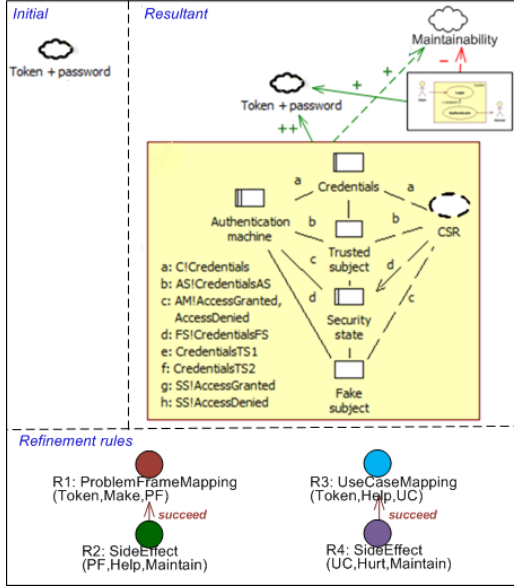 Initial
Resultant
Token + password
Maintainability
+
+
−
Token + password
++
Credentials
a
a
Authentication
machine
b
b
CSR
Trusted
subject
c
d
a: C!Credentials
b: AS!CredentialsAS
c: AM!AccessGranted,
AccessDenied
d: FS!CredentialsFS
e: CredentialsTS1
f: CredentialsTS2
g: SS!AccessGranted
h: SS!AccessDenied
d
c
Security
state
Fake
subject
Refinement rules
R1: ProblemFrameMapping
(Token,Make,PF)
succeed
R2: SideEffect
(PF,Help,Maintain)
R3: UseCaseMapping
(Token,Help,UC)
succeed
R4: SideEffect
(UC,Hurt,Maintain)